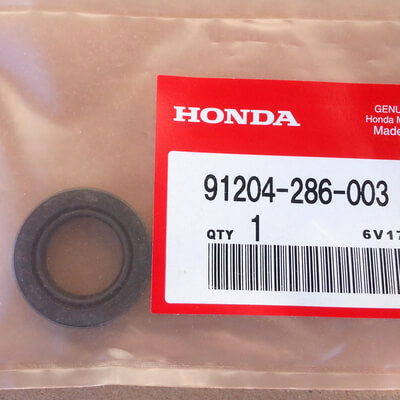 HONDA
GENU
Honda M
Made
91204-286-003
QTY 1 6V17